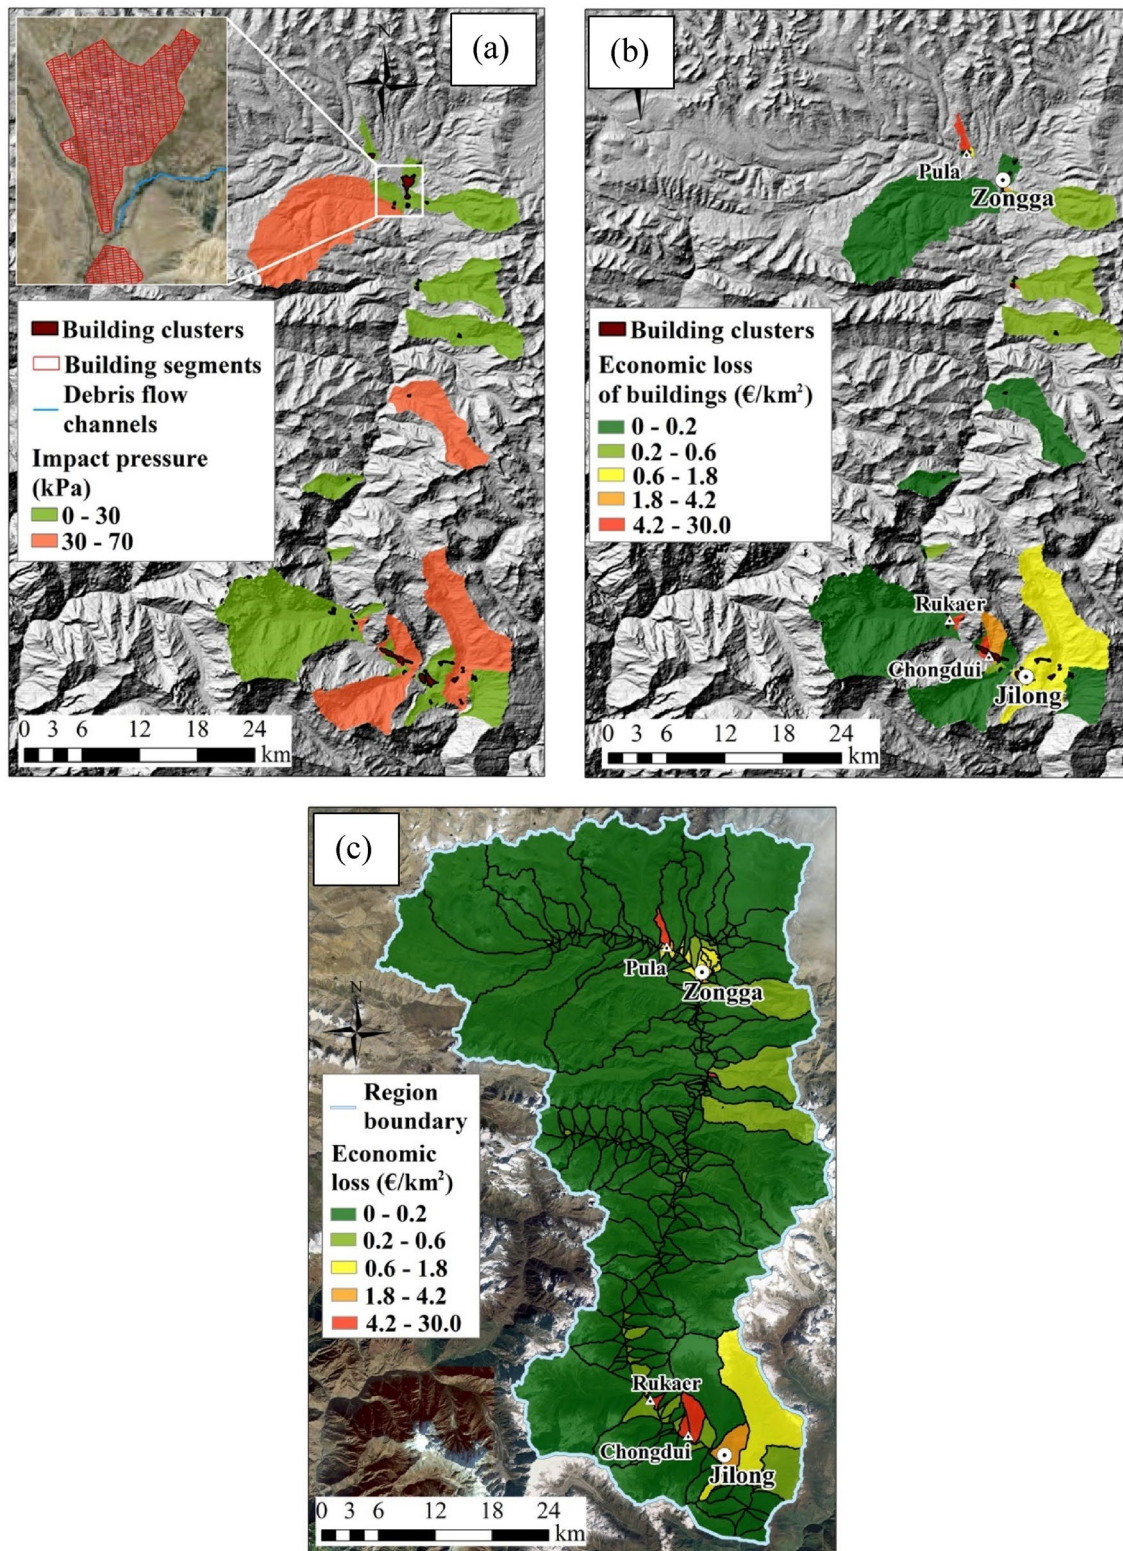 (a)
N
Building clusters
Building segments
Debris flow
channels
Impact pressure
(kPa)
0 - 30
30 - 70
0 3 6 12 18 24
km
(b)
Pula
Zongga
Building clusters
Economic loss
of buildings (€/km²)
0 - 0.2
0.2 - 0.6
0.6 - 1.8
1.8 - 4.2
4.2 - 30.0
Rukaer
Chongdui
Jilong
0 3 6 12 18 24
km
(c)
Pula
Zongga
N
Region
boundary
Economic
loss (€/km²)
0 - 0.2
0.2 - 0.6
0.6 - 1.8
1.8 - 4.2
4.2 - 30.0
Rukaer
Chongdui
Jilong
0 3 6 12 18 24
km